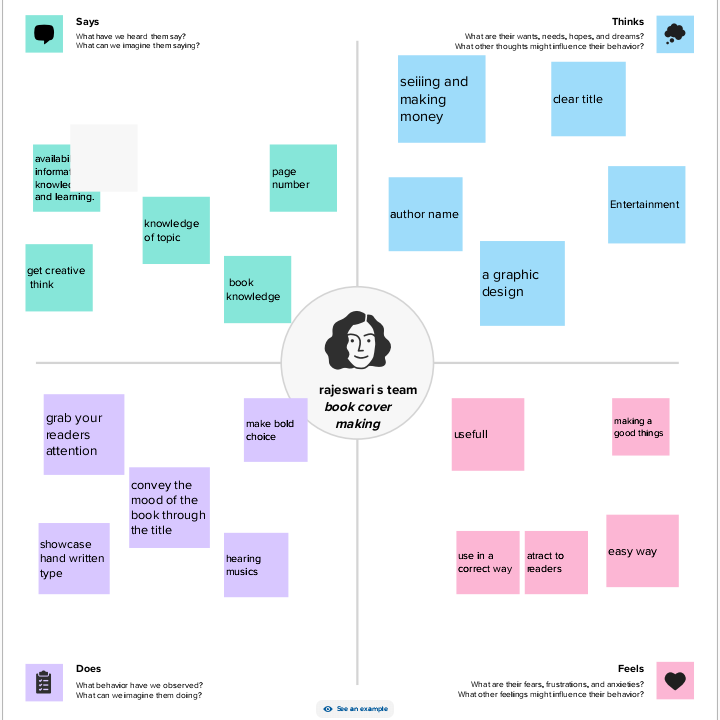 Says
What have we heard them say?
What can we imagine them saying?
Thinks
What are their wants, needs, hopes, and dreams?
What other thoughts might influence their behavior?
and learning.
knowledge
of topic
page
number
get creative
think
book
knowledge
seiiing and
making
money
clear title
author name
Entertainment
a graphic
design
rajeswari s team
book cover
making
grab your
readers
attention
make bold
choice
convey the
mood of the
book through
the title
showcase
hand written
type
hearing
musics
usefull
making a
good things
use in a
correct way
atract to
readers
easy way
Does
What behavior have we observed?
What can we imagine them doing?
Feels
What are their fears, frustrations, and anxieties?
What other feelings might influence their behavior?
See an example